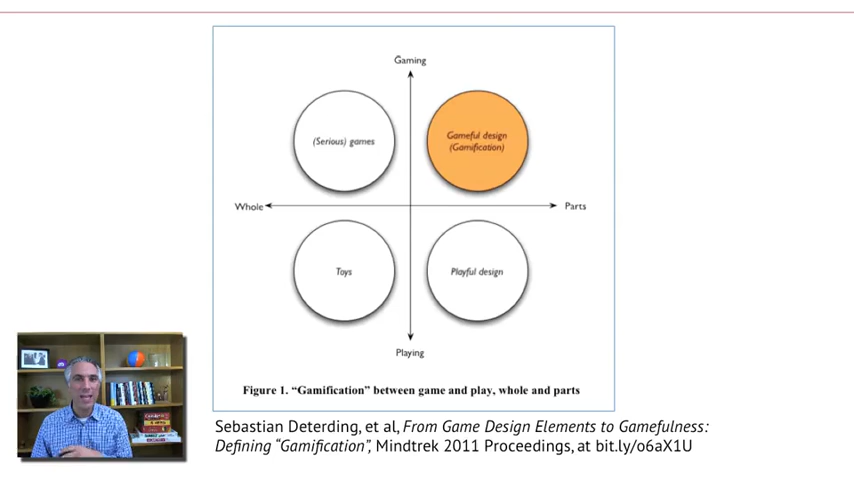 Gaming
(Serious) games
Gameful design
(Gamification)
Whole
Parts
Toys
Playful design
Playing
Figure 1. “Gamification” between game and play, whole and parts
Sebastian Deterding, et al, From Game Design Elements to Gamefulness:
Defining “Gamification”, Mindtrek 2011 Proceedings, at bit.ly/o6aX1U